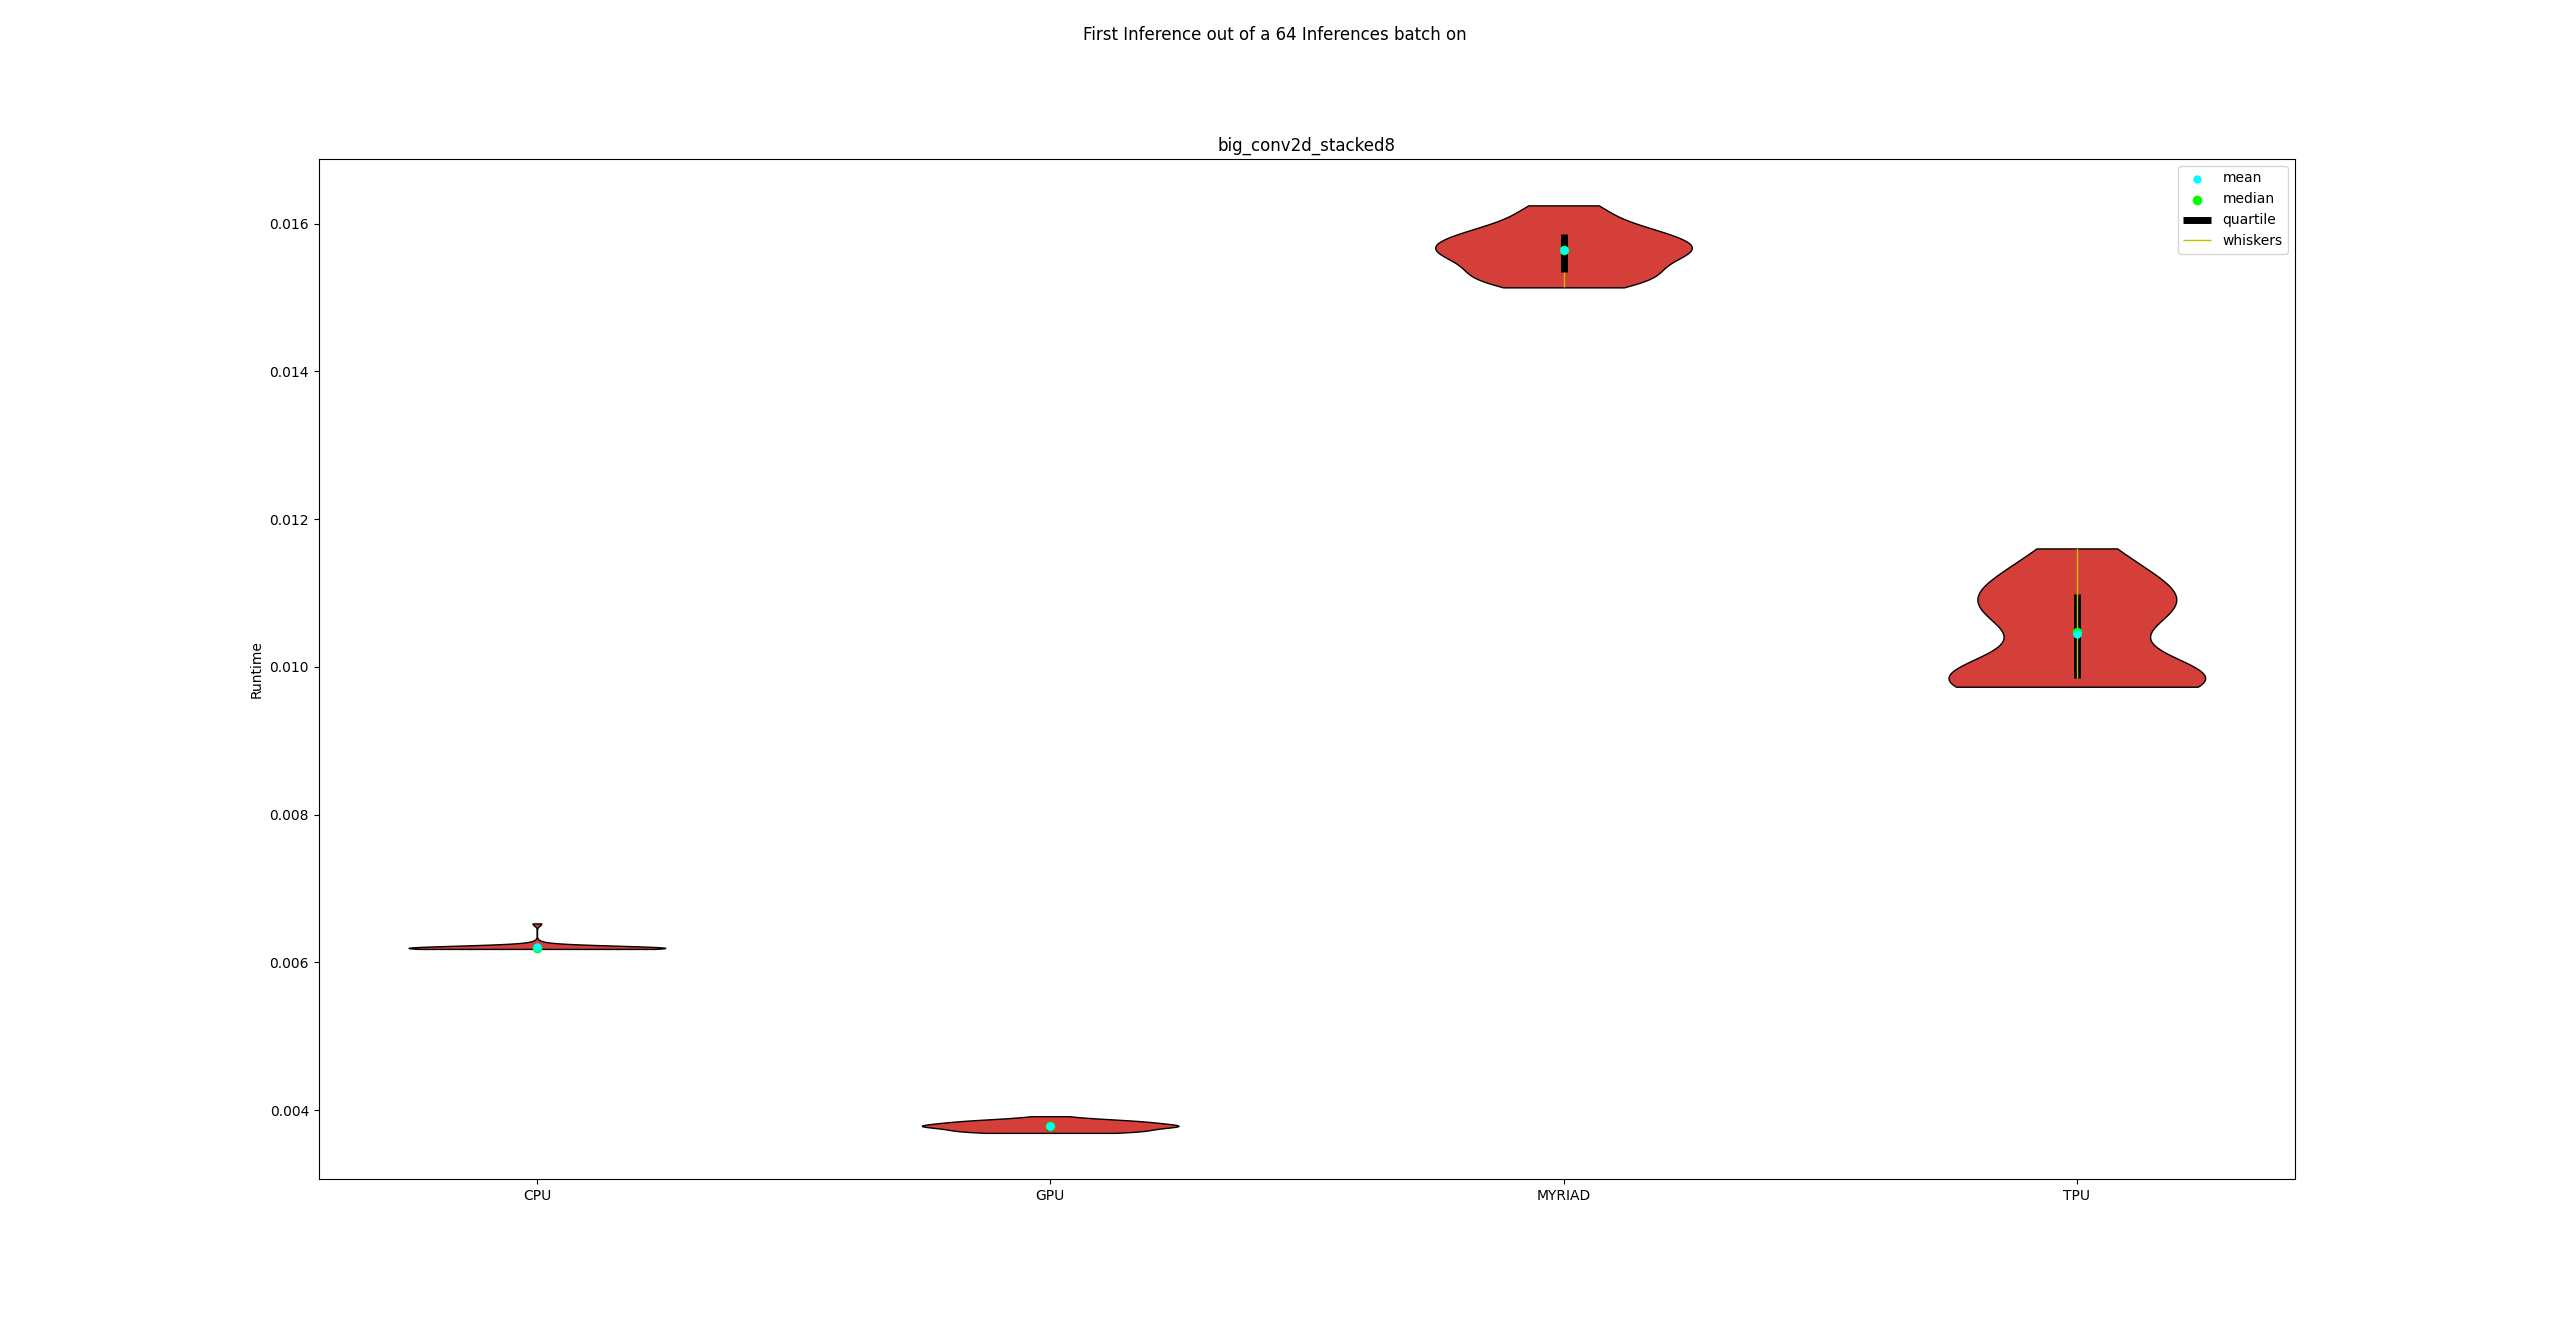 First Inference out of a 64 Inferences batch on
big_conv2d_stacked8
mean
median
quartile
whiskers
0.016
0.014
0.012
0.010
0.008
0.006
0.004
Runtime
CPU
GPU
MYRIAD
TPU